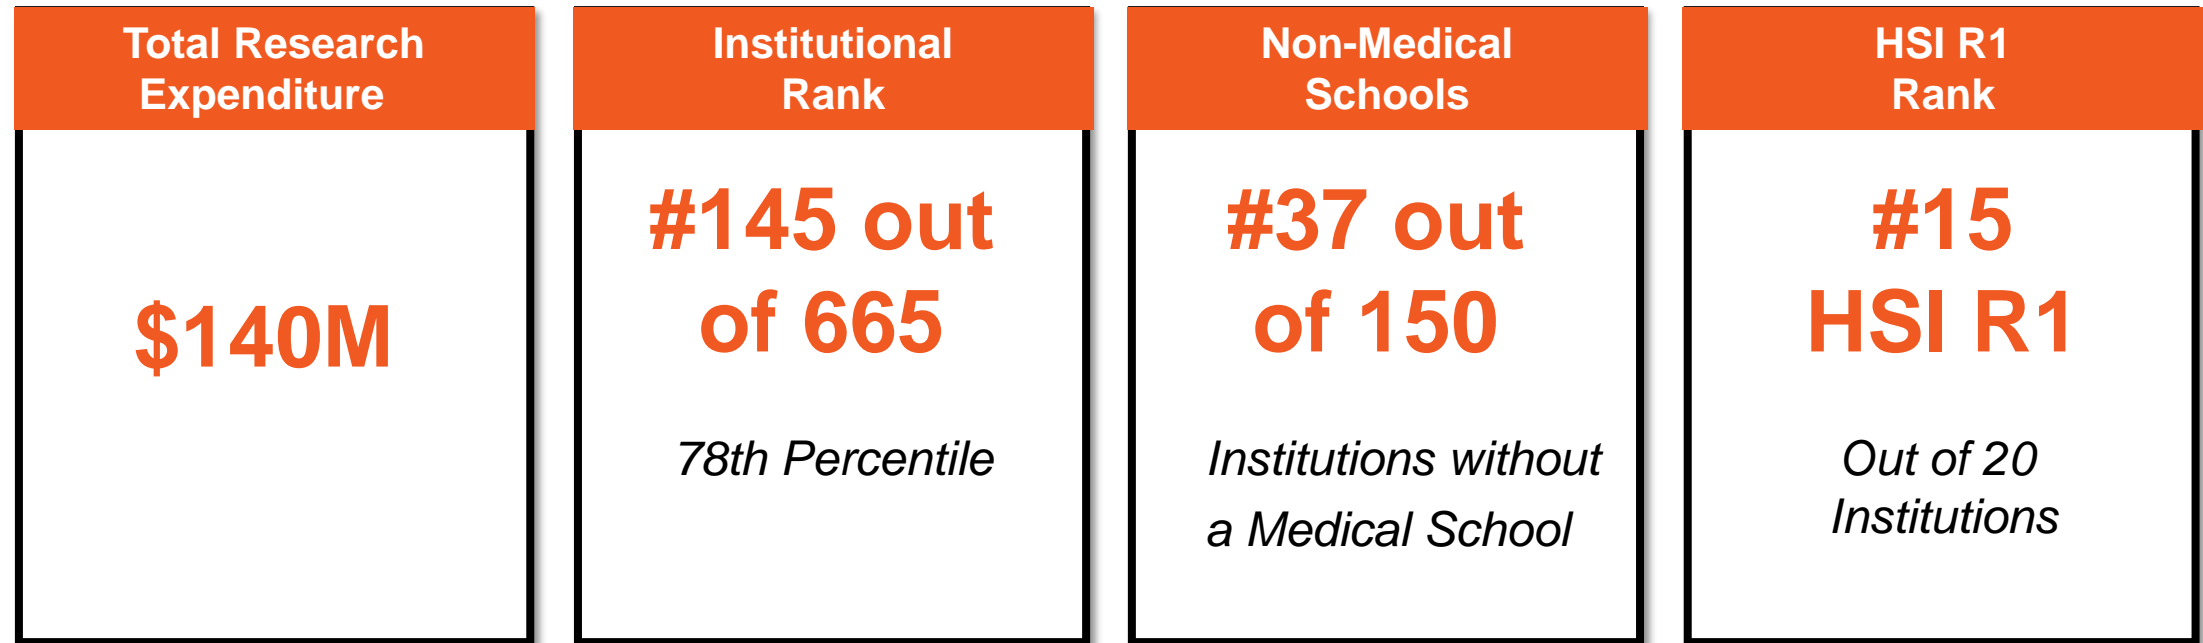 Total Research
Expenditure
$140M
Institutional
Rank
#145 out
of 665
78th Percentile
Non-Medical
Schools
#37 out
of 150
Institutions without
a Medical School
HSI R1
Rank
#15
HSI R1
Out of 20
Institutions